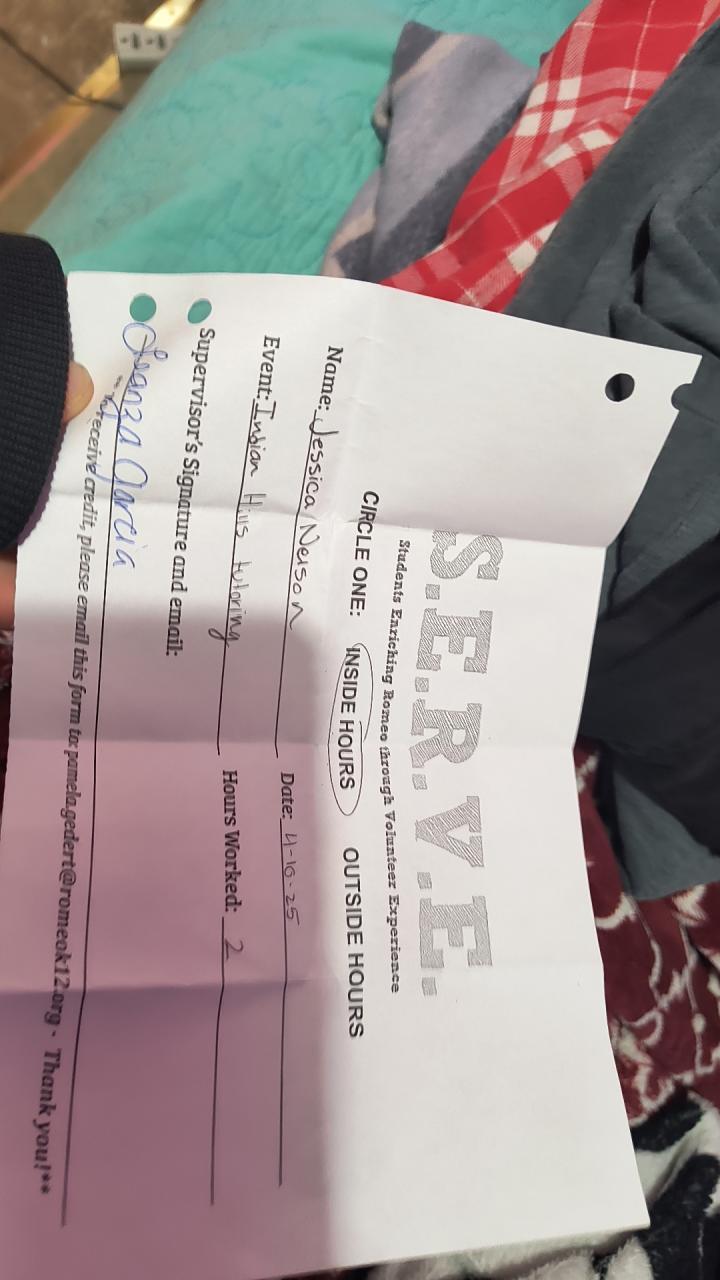 S.E.R.V.E.
Students Enriching Romeo through Volunteer Experience
CIRCLE ONE: INSIDE HOURS OUTSIDE HOURS
Name: Jessica Nelson Date: 4-10-25
Event: Indian Hills tutoring Hours Worked: 2
Supervisor's Signature and email:
Garcia
receive credit, please email this form to: pamela.gedert@romeok12.org - Thank you!**